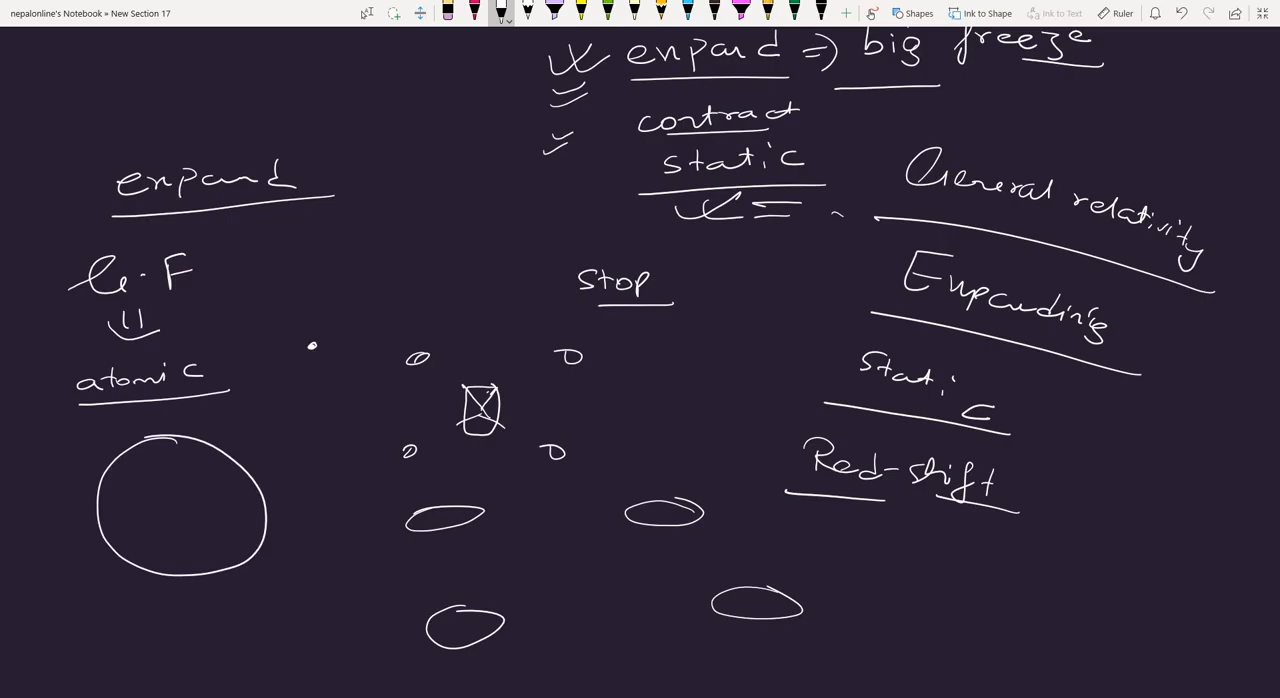 nepalonline's Notebook > New Section 17
Shapes
Ink to Shape
Ink to Text
Ruler
expand => big freeze
contract
static
expand
General relativity
G.F
stop
Expanding
atomic
static
Red-shift